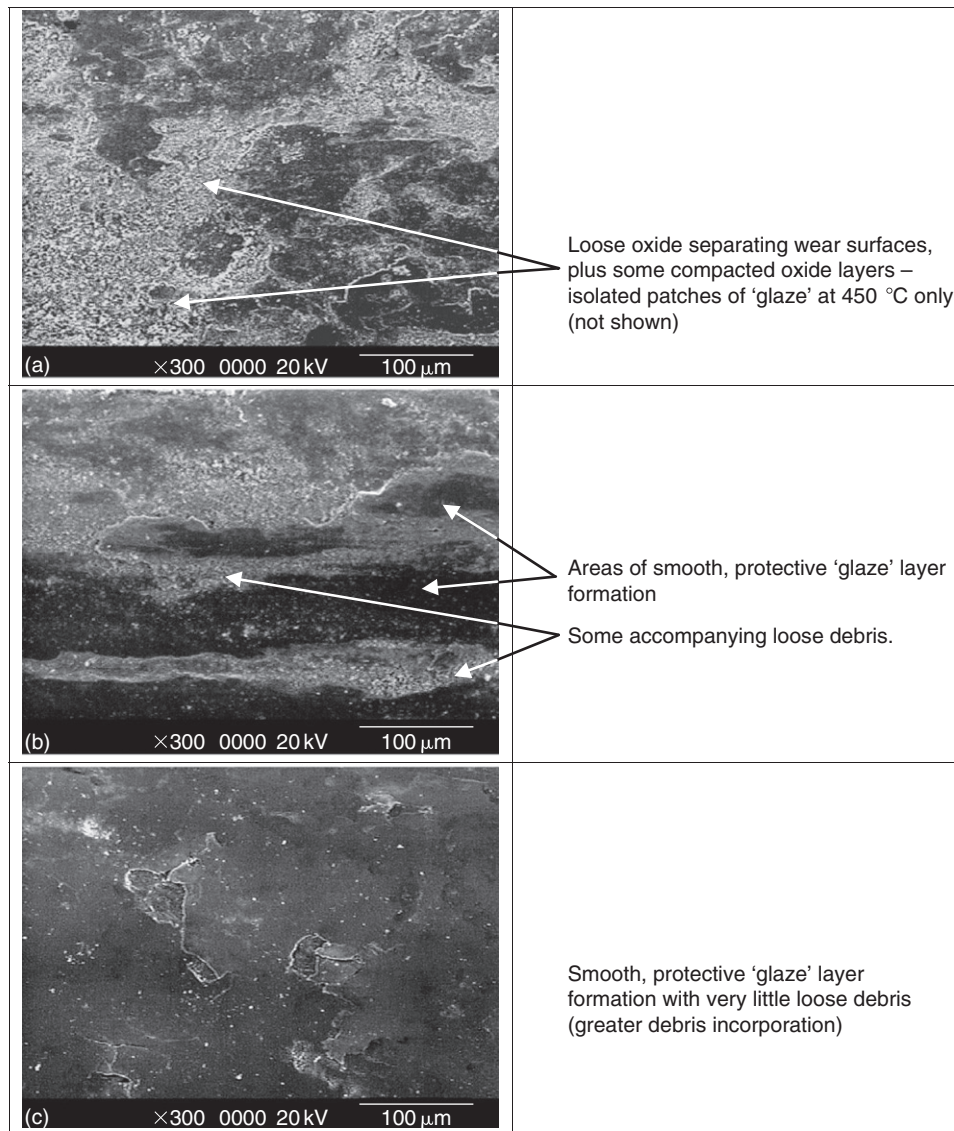 Loose oxide separating wear surfaces,
plus some compacted oxide layers –
isolated patches of ‘glaze’ at 450 °C only
(not shown)
(a) ×300 0000 20 kV 100 μm
Areas of smooth, protective ‘glaze’ layer
formation
Some accompanying loose debris.
(b) ×300 0000 20 kV 100 μm
Smooth, protective ‘glaze’ layer
formation with very little loose debris
(greater debris incorporation)
(c) ×300 0000 20 kV 100 μm